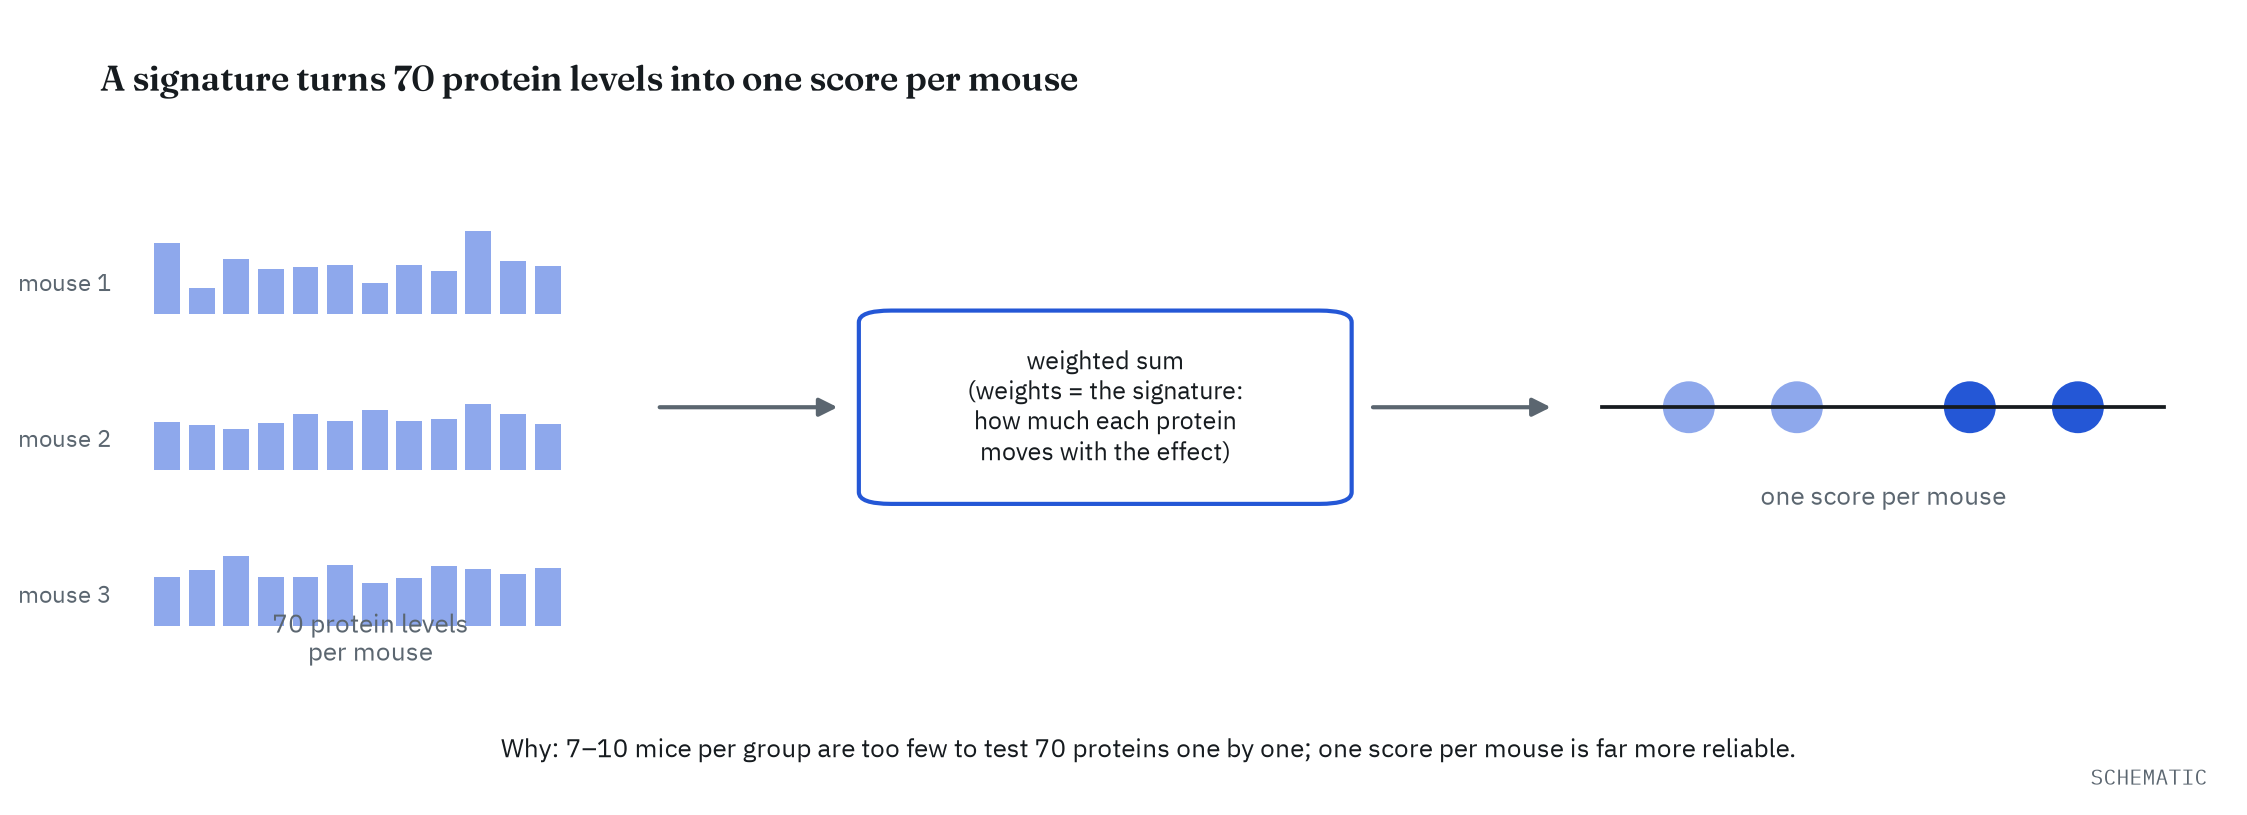 A signature turns 70 protein levels into one score per mouse
mouse 1
mouse 2
mouse 3
70 protein levels
per mouse
weighted sum
(weights = the signature:
how much each protein
moves with the effect)
one score per mouse
Why: 7–10 mice per group are too few to test 70 proteins one by one; one score per mouse is far more reliable.
SCHEMATIC